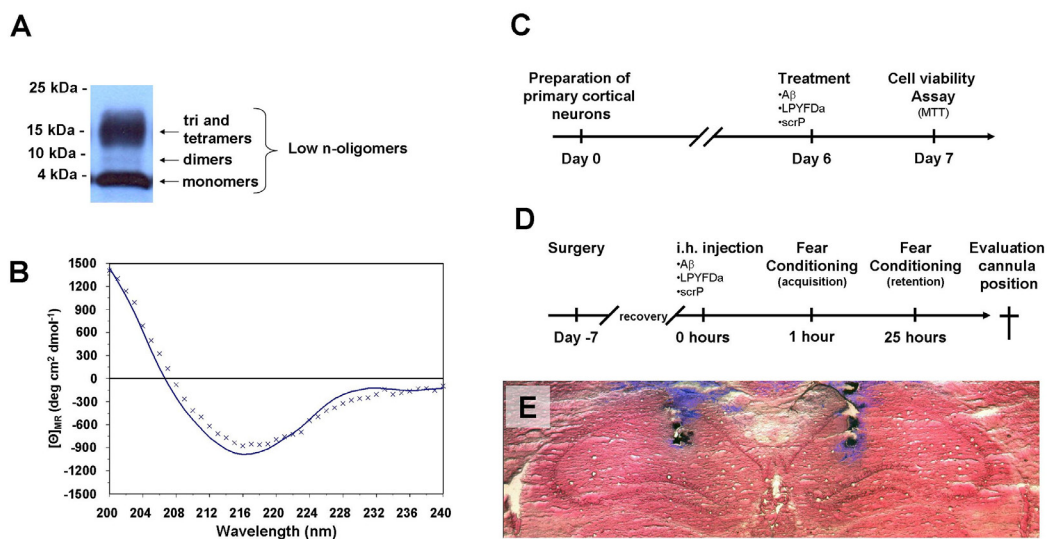 A
25 kDa -
15 kDa -
10 kDa -
4 kDa -
tri and
tetramers
dimers
monomers
Low n-oligomers
B
[Θ]MR (deg cm² dmol⁻¹)
1500
1200
900
600
300
0
-300
-600
-900
-1200
-1500
200 204 208 212 216 218 221 224 228 232 236 240
Wavelength (nm)
C
Preparation of
primary cortical
neurons
Treatment
•Aβ
•LPYFDa
•scrP
Cell viability
Assay
(MTT)
Day 0
Day 6
Day 7
D
Surgery
i.h. injection
•Aβ
•LPYFDa
•scrP
Fear
Conditioning
(acquisition)
Fear
Conditioning
(retention)
Evaluation
cannula
position
recovery
Day -7
0 hours
1 hour
25 hours
E